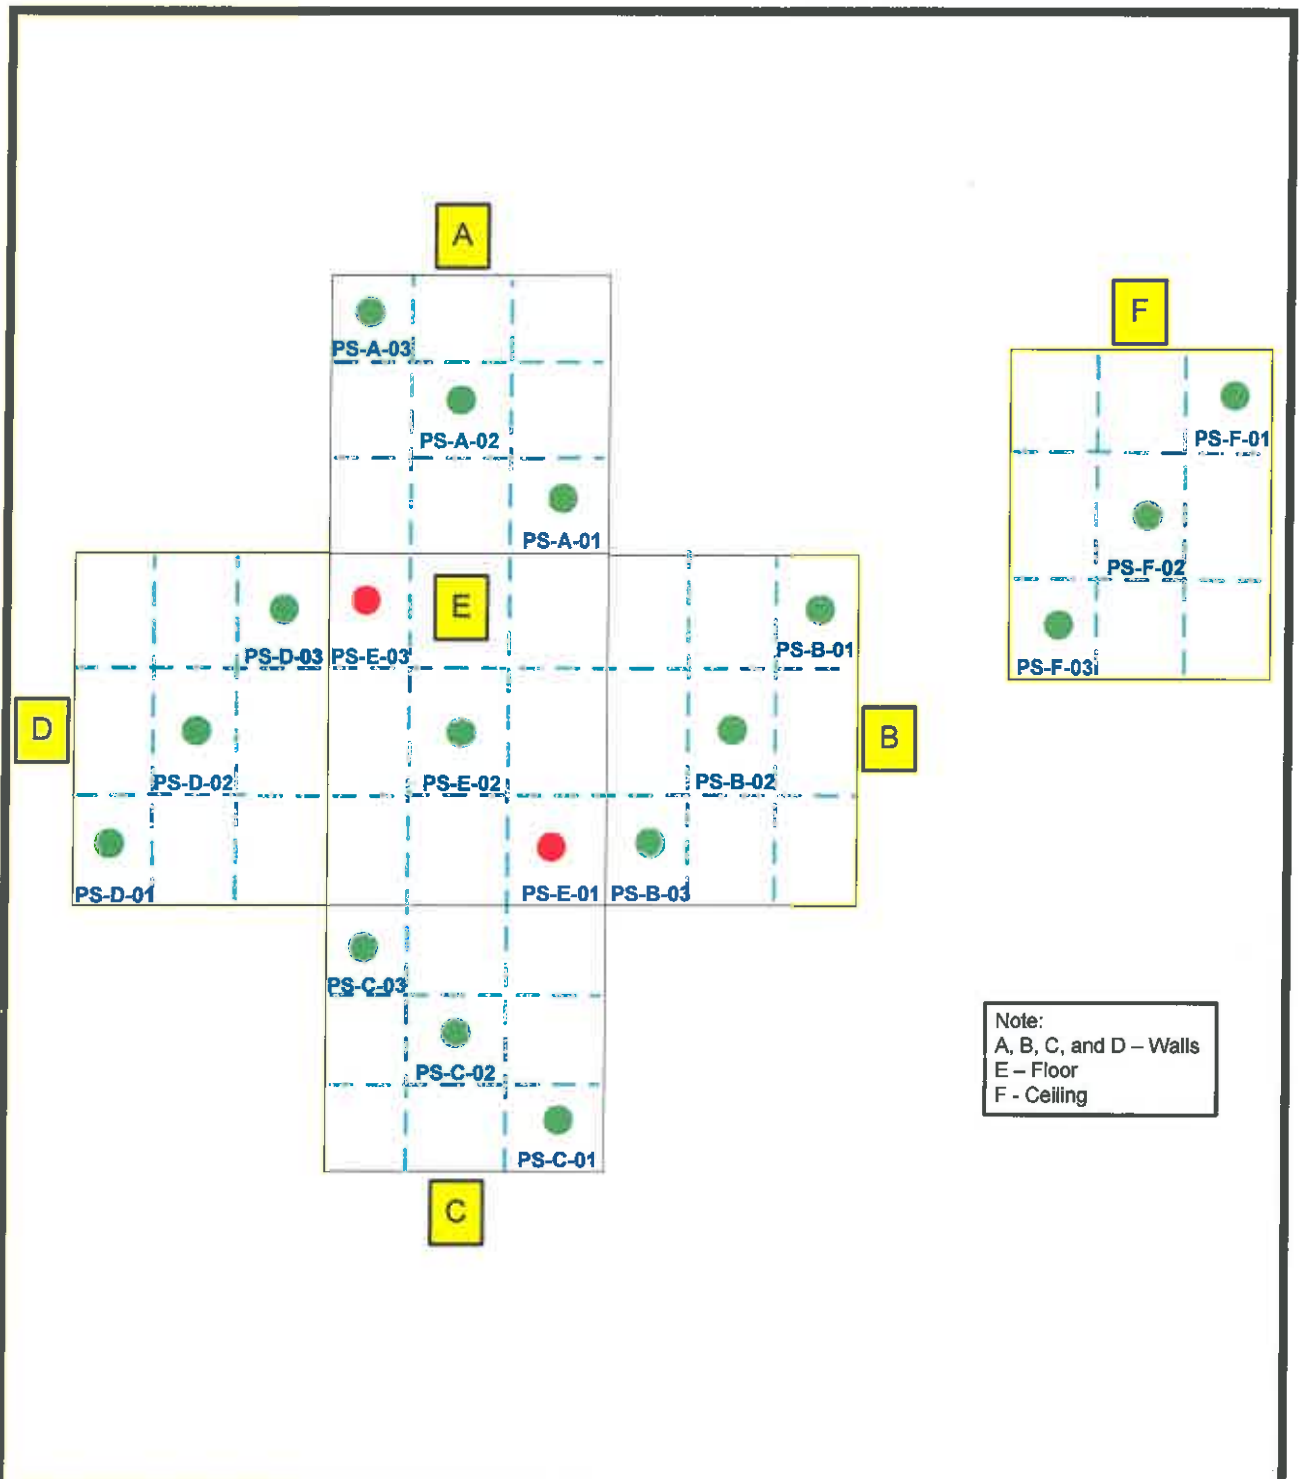 A
F
PS-A-03
PS-F-01
PS-A-02
PS-A-01
PS-F-02
E
PS-D-03
PS-E-03
PS-B-01
PS-F-03
D
B
PS-D-02
PS-E-02
PS-B-02
PS-D-01
PS-E-01
PS-B-03
PS-C-03
Note:
A, B, C, and D – Walls
E – Floor
F - Ceiling
PS-C-02
PS-C-01
C